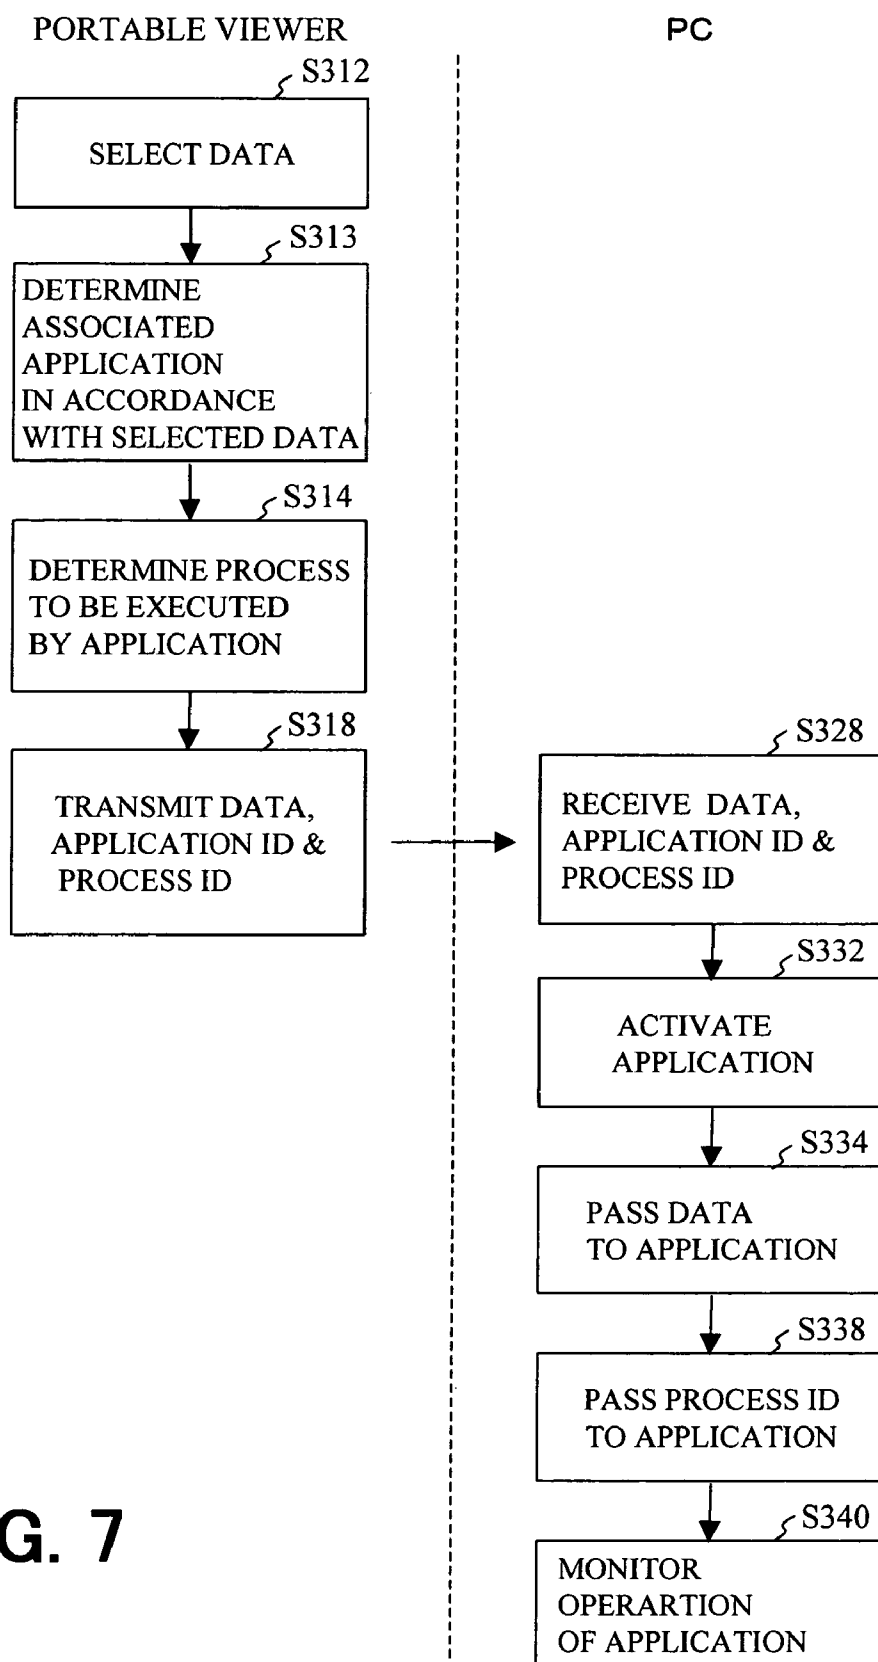 PORTABLE VIEWER
PC
S312
SELECT DATA
S313
DETERMINE
ASSOCIATED
APPLICATION
IN ACCORDANCE
WITH SELECTED DATA
S314
DETERMINE PROCESS
TO BE EXECUTED
BY APPLICATION
S318
TRANSMIT DATA,
APPLICATION ID &
PROCESS ID
S328
RECEIVE DATA,
APPLICATION ID &
PROCESS ID
S332
ACTIVATE
APPLICATION
S334
PASS DATA
TO APPLICATION
S338
PASS PROCESS ID
TO APPLICATION
S340
MONITOR
OPERARTION
OF APPLICATION
G. 7